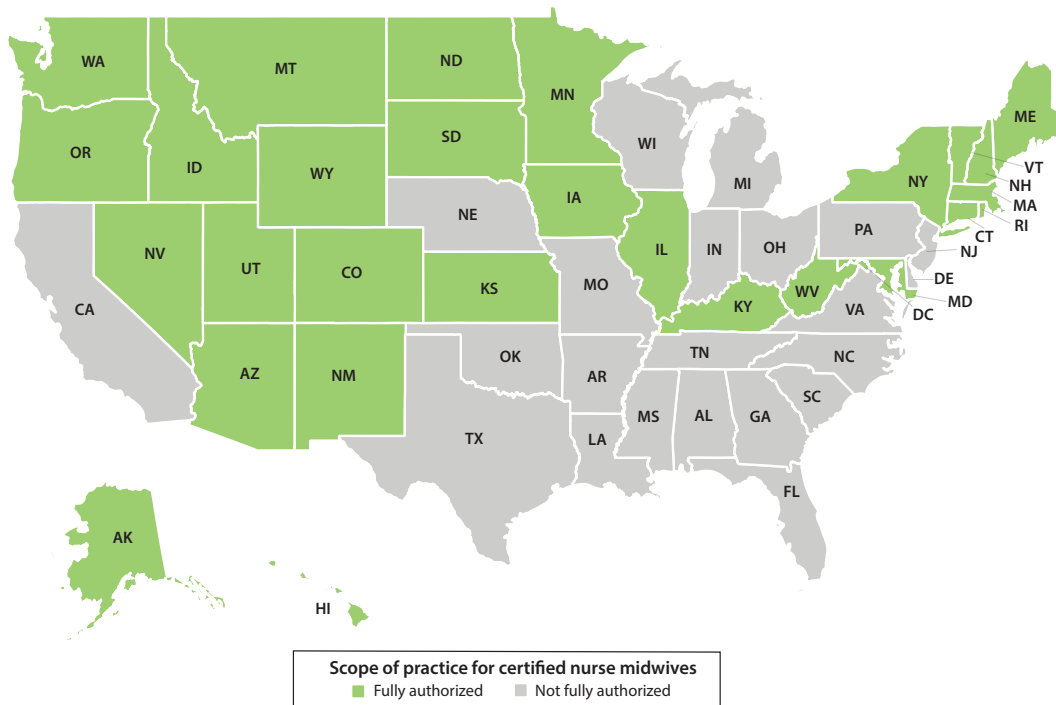 WA
MT
ND
MN
ME
OR
ID
SD
WI
VT
WY
MI
NY
NH
MA
IA
RI
NE
PA
CT
NV
IL
IN
OH
NJ
UT
CO
DE
KS
MO
WV
MD
CA
KY
VA
DC
TN
NC
OK
AZ
NM
AR
SC
MS
AL
GA
TX
LA
FL
AK
HI
Scope of practice for certified nurse midwives
Fully authorized
Not fully authorized